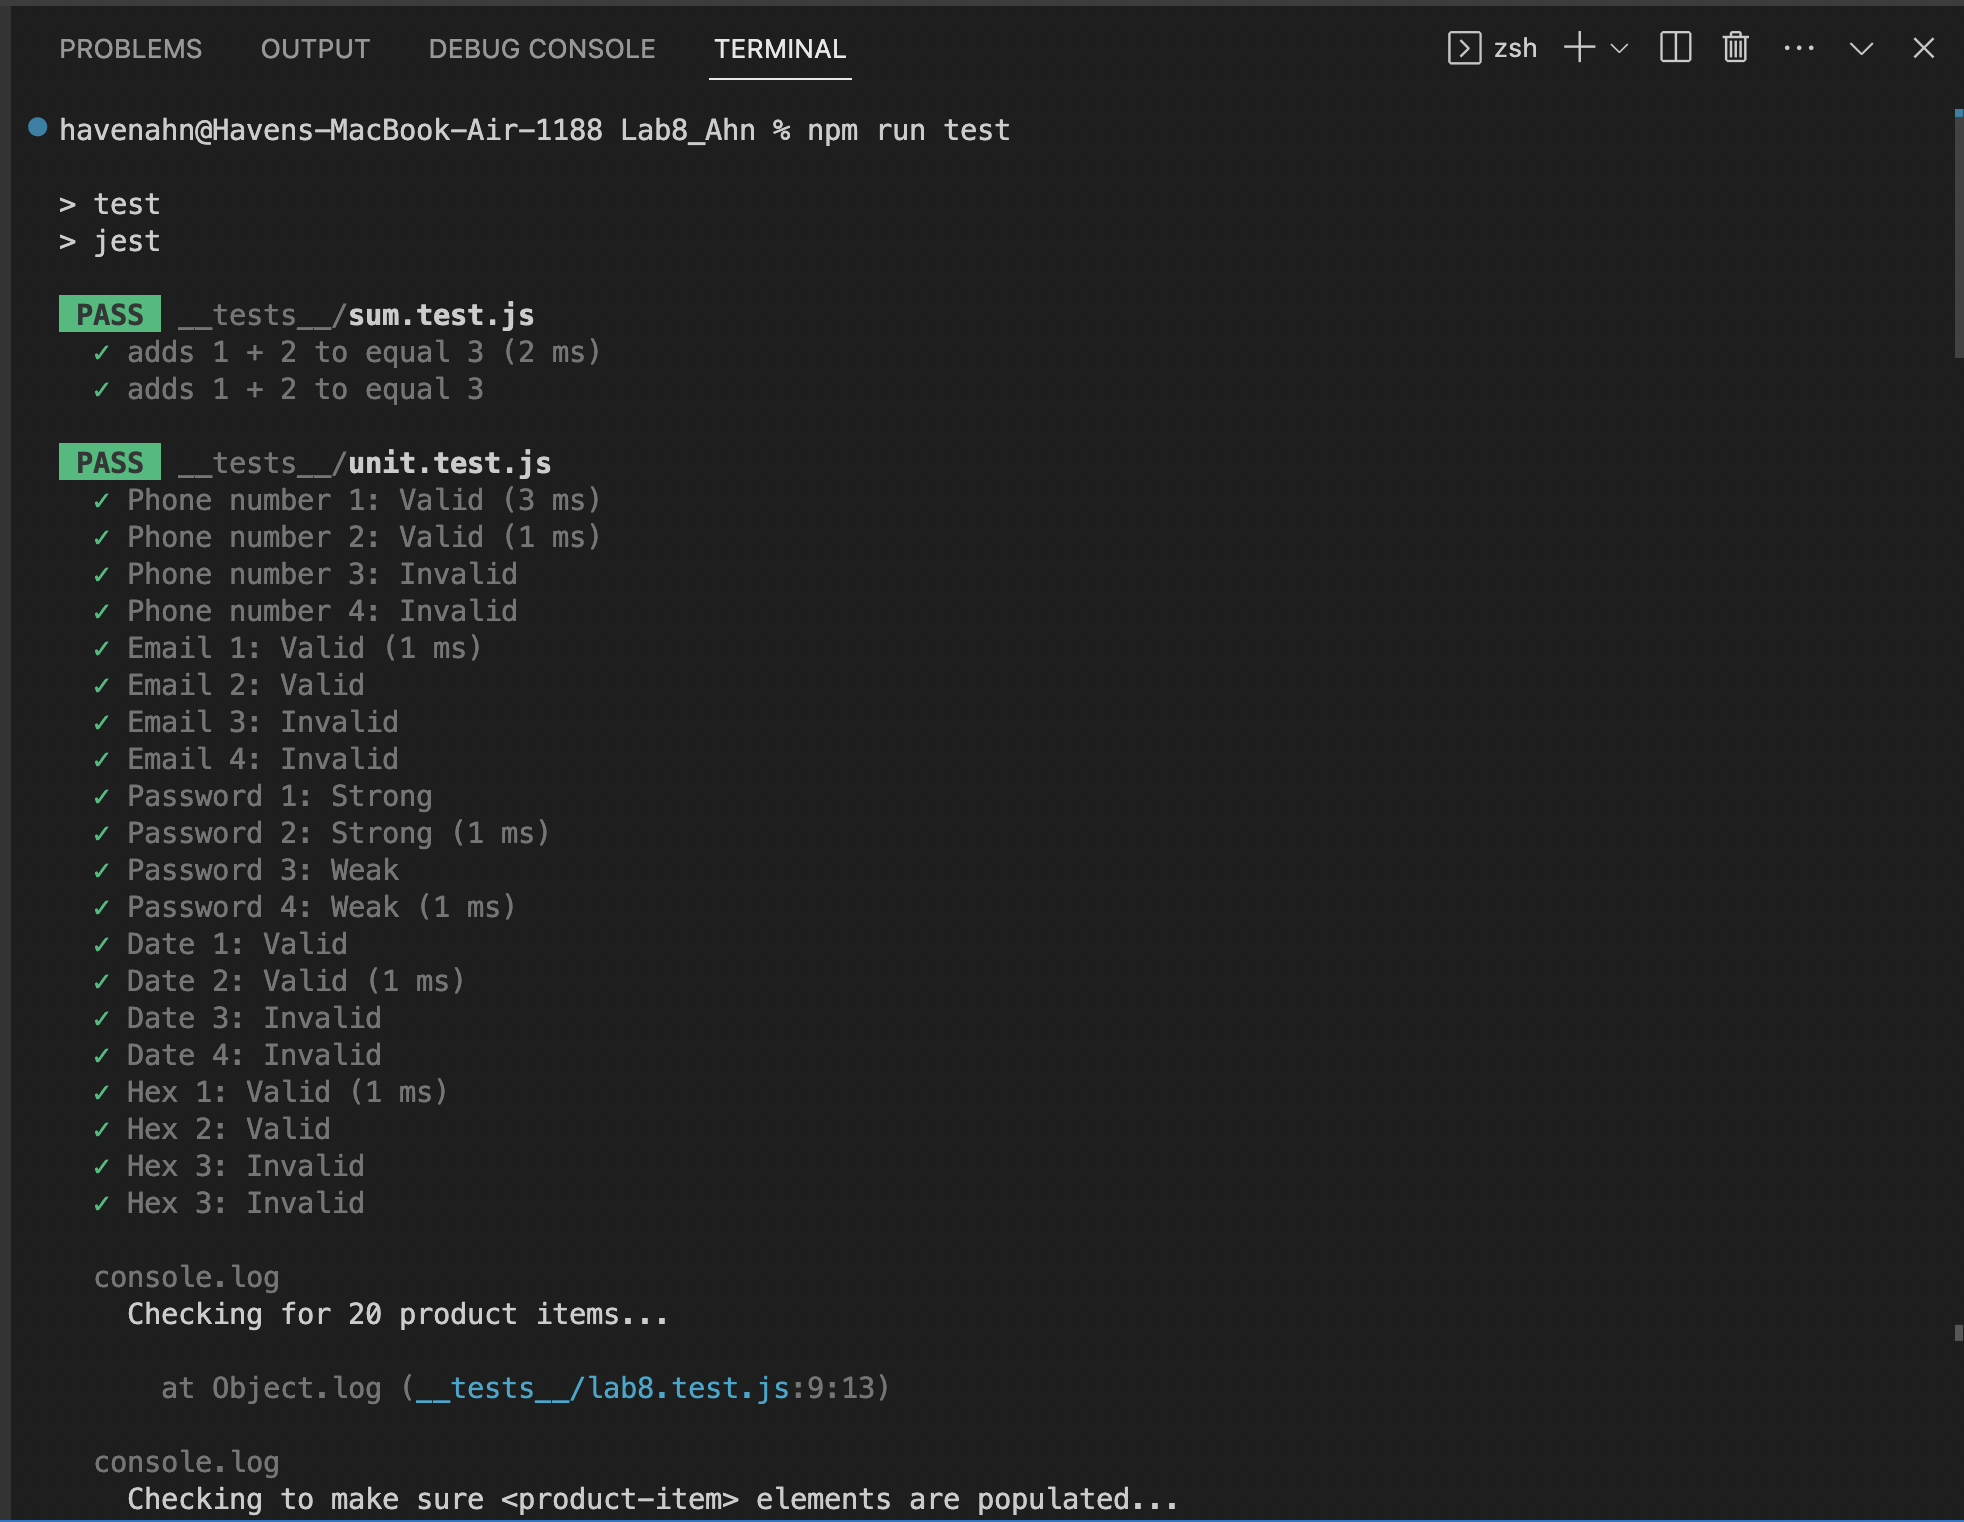 PROBLEMS OUTPUT DEBUG CONSOLE TERMINAL zsh
havenahn@Havens-MacBook-Air-1188 Lab8_Ahn % npm run test
> test
> jest
PASS __tests__/sum.test.js
✓ adds 1 + 2 to equal 3 (2 ms)
✓ adds 1 + 2 to equal 3
PASS __tests__/unit.test.js
✓ Phone number 1: Valid (3 ms)
✓ Phone number 2: Valid (1 ms)
✓ Phone number 3: Invalid
✓ Phone number 4: Invalid
✓ Email 1: Valid (1 ms)
✓ Email 2: Valid
✓ Email 3: Invalid
✓ Email 4: Invalid
✓ Password 1: Strong
✓ Password 2: Strong (1 ms)
✓ Password 3: Weak
✓ Password 4: Weak (1 ms)
✓ Date 1: Valid
✓ Date 2: Valid (1 ms)
✓ Date 3: Invalid
✓ Date 4: Invalid
✓ Hex 1: Valid (1 ms)
✓ Hex 2: Valid
✓ Hex 3: Invalid
✓ Hex 3: Invalid
console.log
Checking for 20 product items...
at Object.log (__tests__/lab8.test.js:9:13)
console.log
Checking to make sure <product-item> elements are populated...